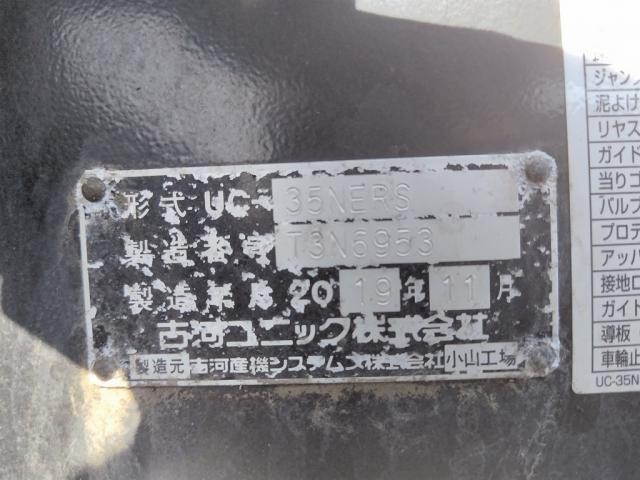 形式 UC-35NERS
製造番号 T3N6953
製造年月 2019年11月
古河ユニック株式会社
製造元 古河産機システムズ株式会社 小山工場
ジャンプ
泥よけ
リヤス
ガイド
当りゴ
バルブ
プロテ
アッパ
接地ロ
ガイド
導板
車輪止
UC-35N